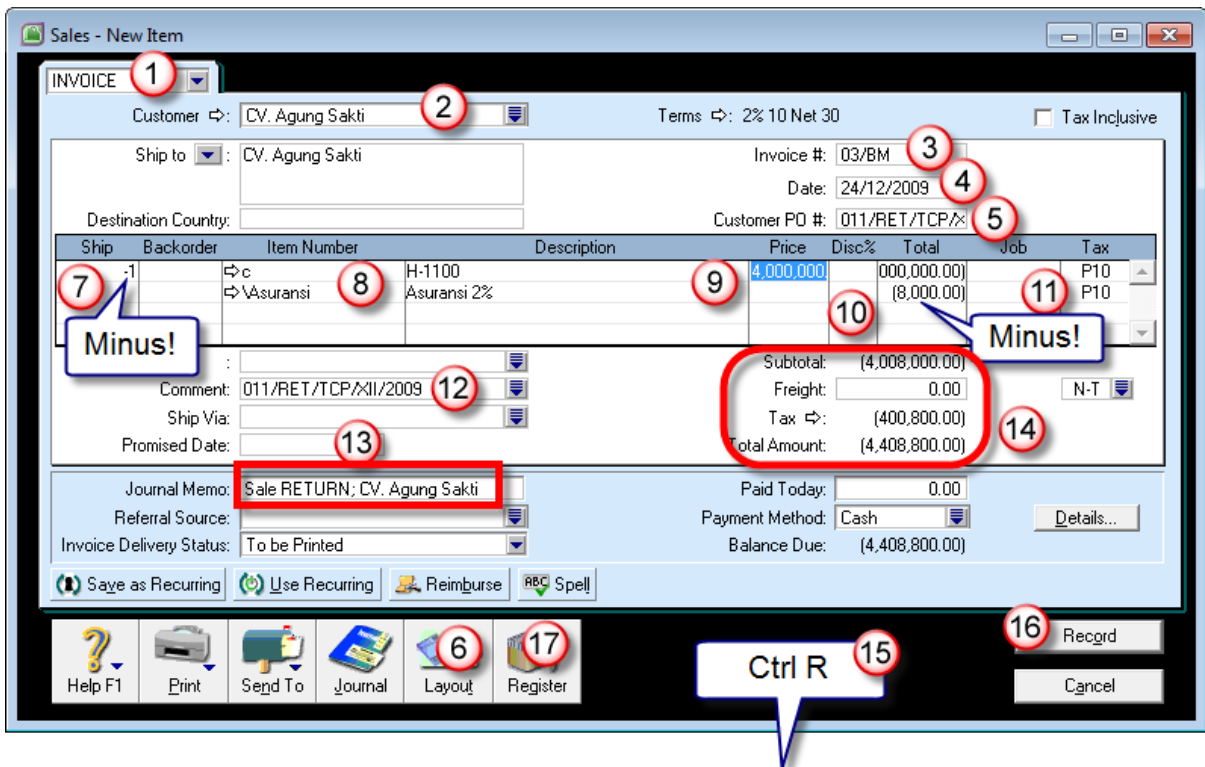 Sales - New Item
INVOICE 1
Customer ⇨: CV. Agung Sakti 2 Terms ⇨: 2% 10 Net 30 Tax Inclusive
Ship to : CV. Agung Sakti Invoice #: 03/BM 3
Date: 24/12/2009 4
Destination Country: Customer PO #: 011/RET/TCP/X 5
Ship Backorder Item Number Description Price Disc% Total Job Tax
-1 ⇨c H-1100 4,000,000 000,000.00) P10
7 8 9 10 11
⇨\Asuransi Asuransi 2% (8,000.00) P10
Minus! Minus!
: Subtotal: (4,008,000.00)
Comment: 011/RET/TCP/XII/2009 12 Freight: 0.00 N-T
Ship Via: Tax ⇨: (400,800.00) 14
Promised Date: 13 Total Amount: (4,408,800.00)
Journal Memo: Sale RETURN; CV. Agung Sakti Paid Today: 0.00
Referral Source: Payment Method: Cash Details...
Invoice Delivery Status: To be Printed Balance Due: (4,408,800.00)
Save as Recurring Use Recurring Reimburse ABC Spell
6 17 Ctrl R 15 16 Record
Help F1 Print Send To Journal Layout Register Cancel